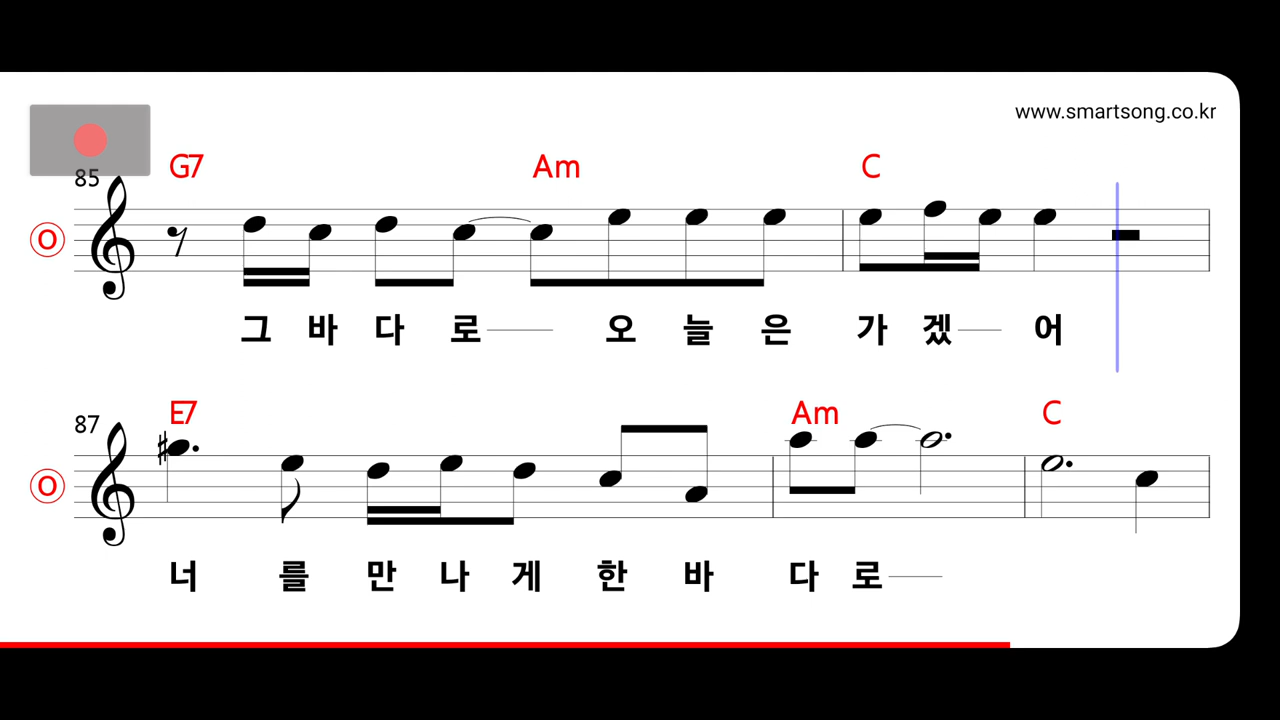 www.smartsong.co.kr
G7 Am C
85
O
그 바 다 로 오 늘 은 가 겠 어
E7 Am C
87
O
너 를 만 나 게 한 바 다 로